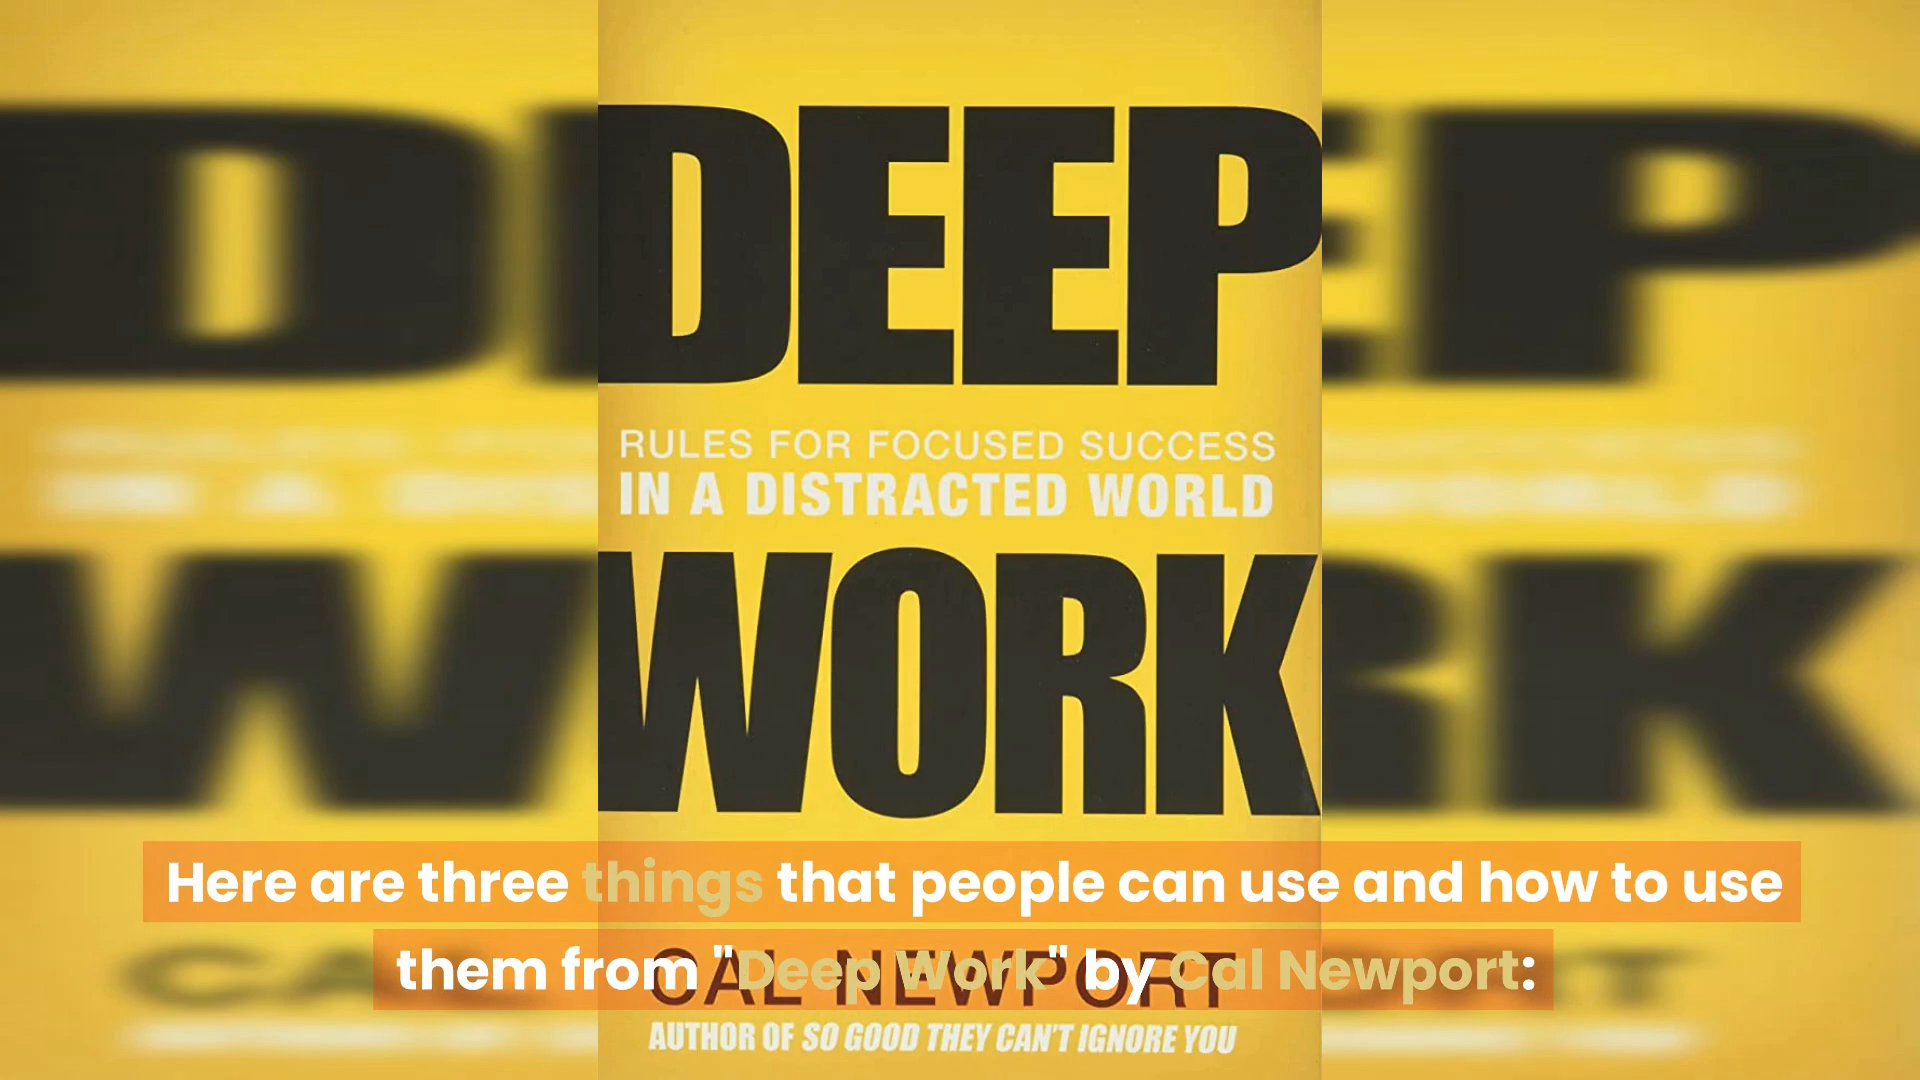 DEEP
RULES FOR FOCUSED SUCCESS
IN A DISTRACTED WORLD
WORK
Here are three things that people can use and how to use
them from "Deep Work" by Cal Newport:
CAL NEWPORT
AUTHOR OF SO GOOD THEY CAN'T IGNORE YOU